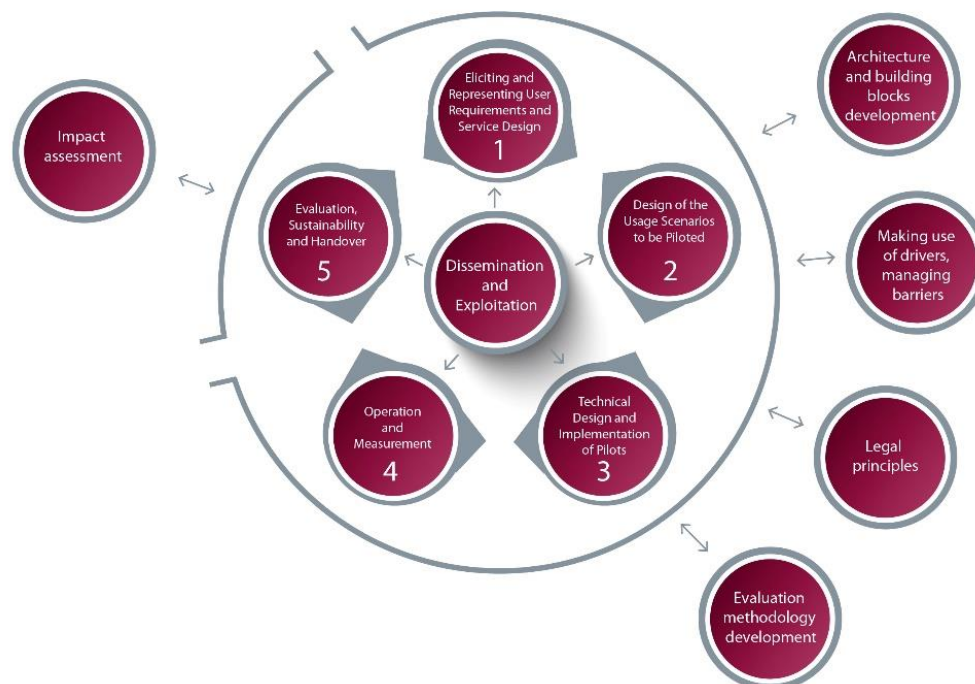 Impact
assessment
Eliciting and
Representing User
Requirements and
Service Design
1
Design of the
Usage Scenarios
to be Piloted
2
Technical
Design and
Implementation
of Pilots
3
Operation
and
Measurement
4
Evaluation,
Sustainability
and Handover
5
Dissemination
and
Exploitation
Architecture
and building
blocks
development
Making use
of drivers,
managing
barriers
Legal
principles
Evaluation
methodology
development